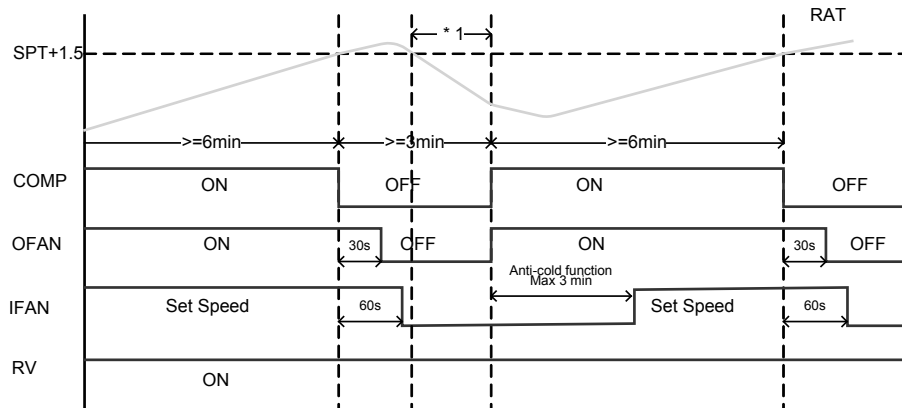 RAT
SPT+1.5
* 1
>=6min >=3min >=6min
COMP ON OFF ON OFF
OFAN ON 30s OFF ON 30s OFF
Anti-cold function
Max 3 min
IFAN Set Speed 60s Set Speed 60s
RV
ON